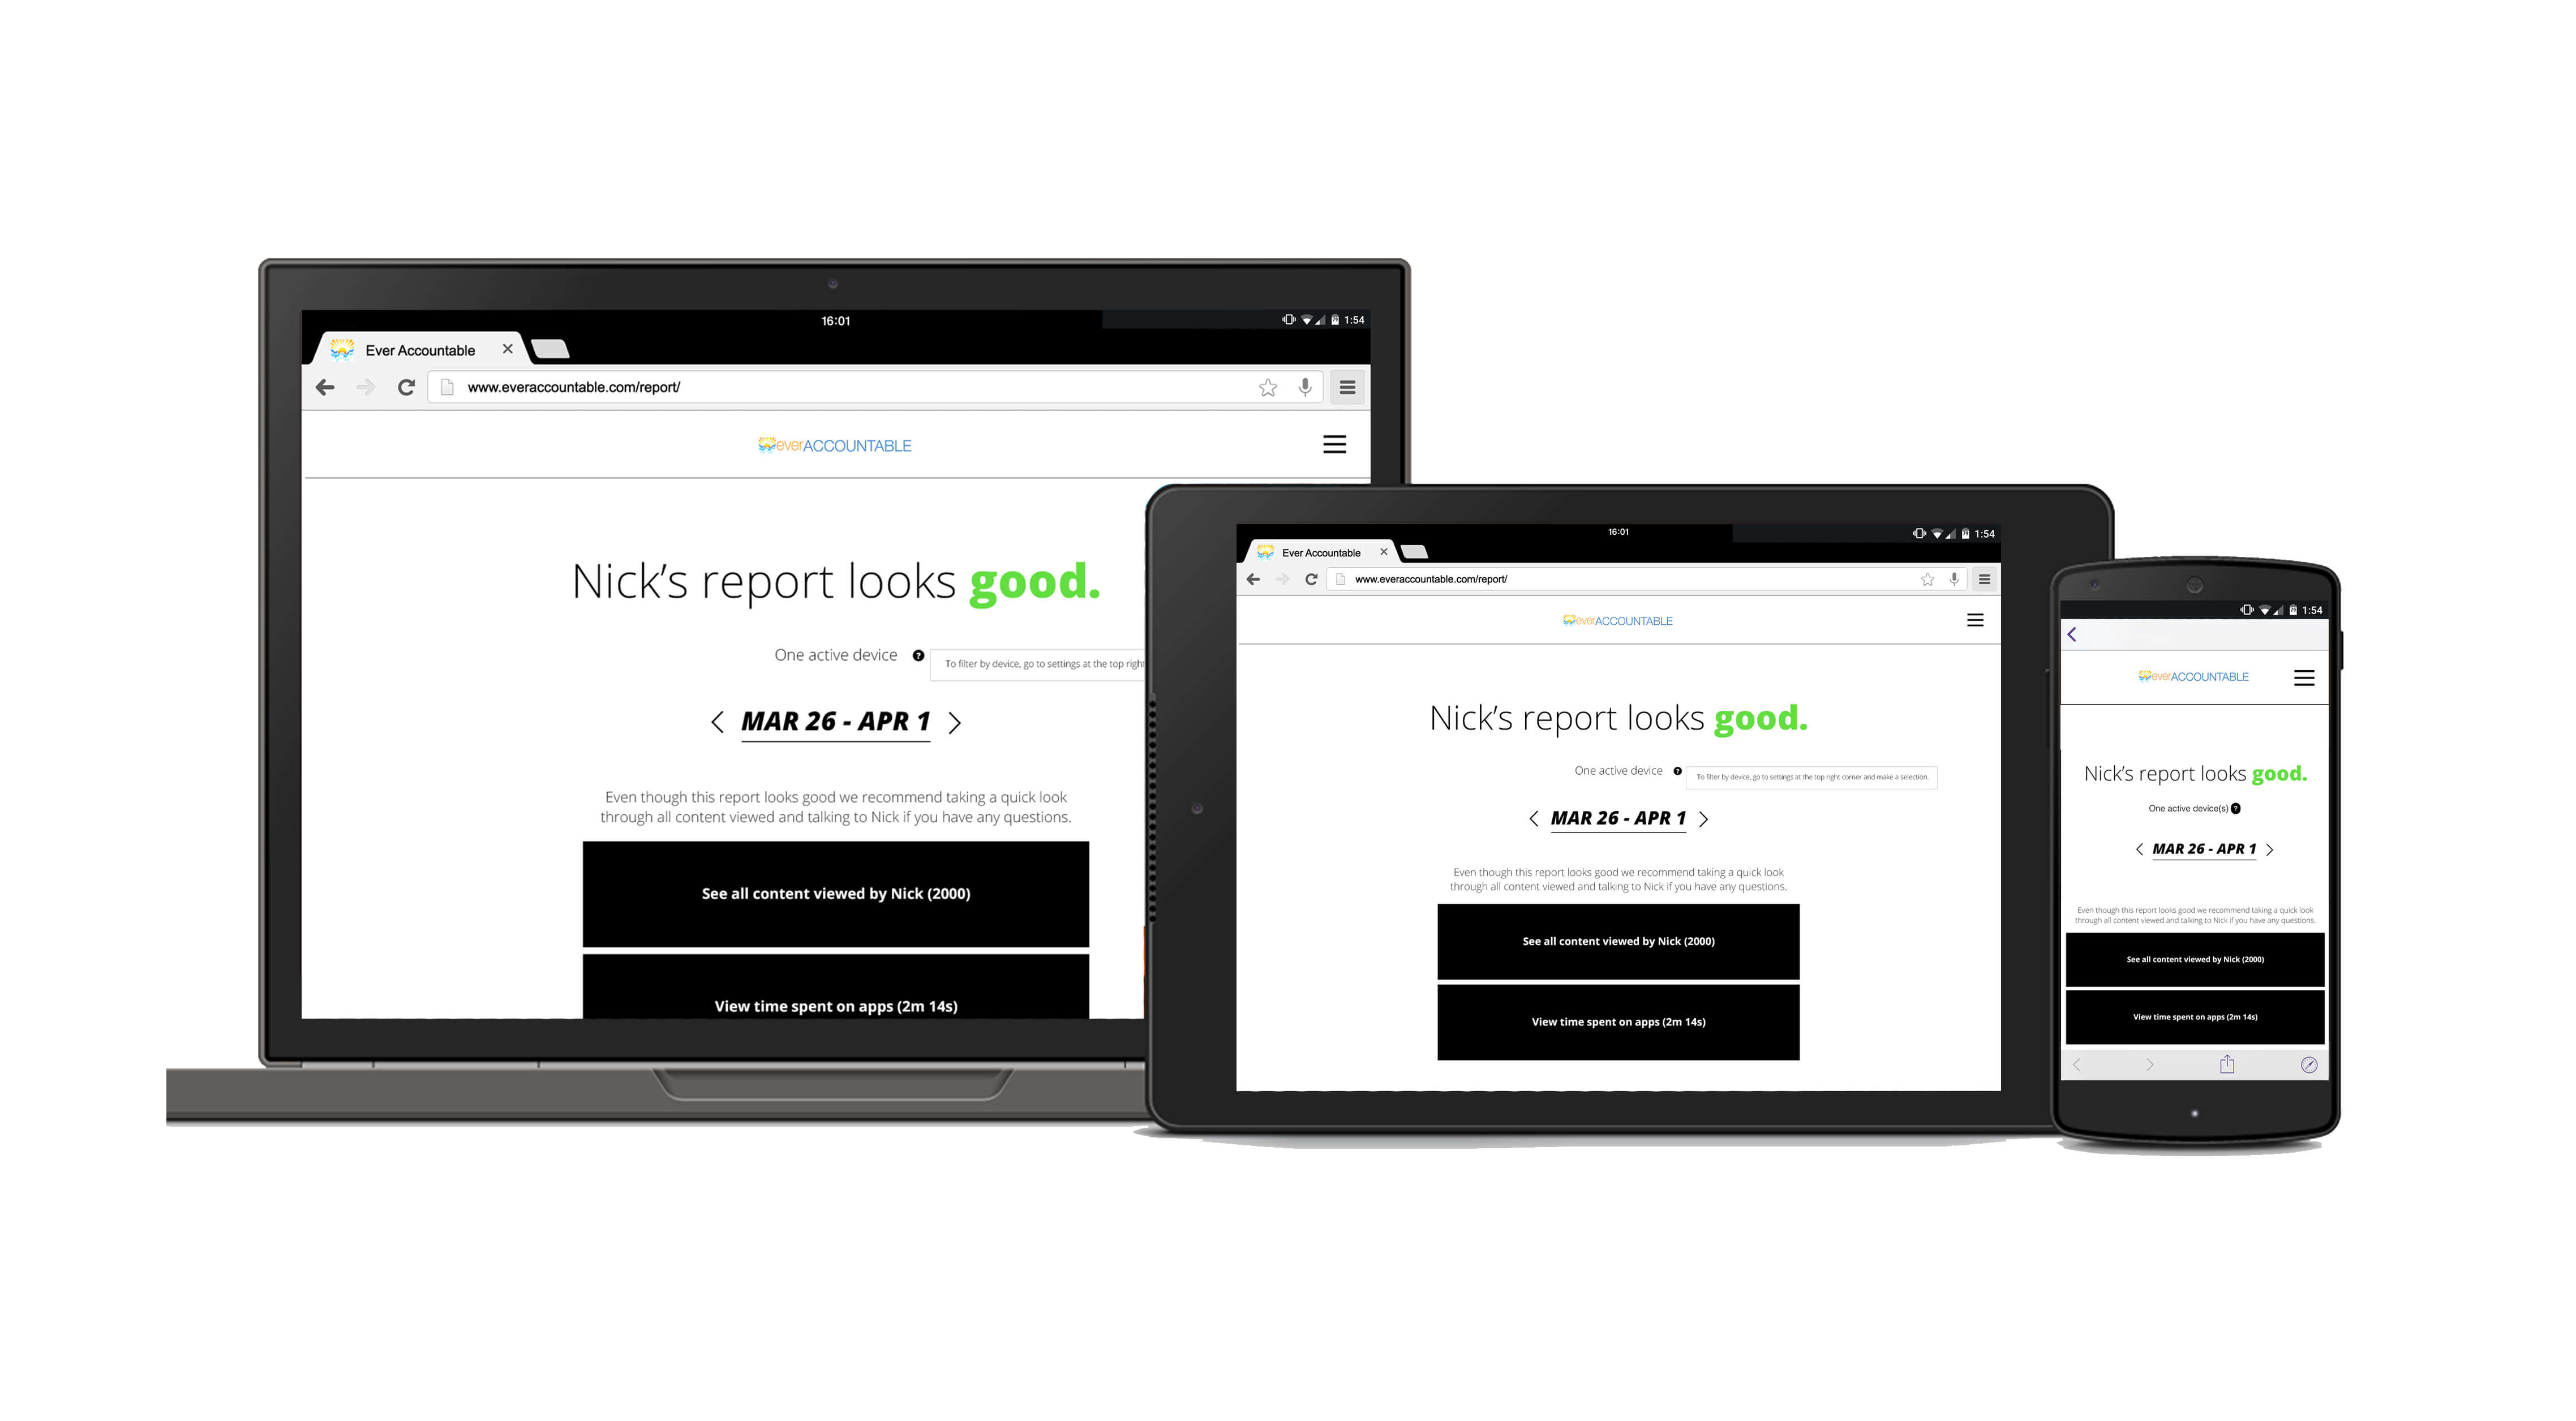 16:01
1:54
Ever Accountable
www.everaccountable.com/report/
everACCOUNTABLE
Nick's report looks good.
One active device ?
To filter by device, go to settings at the top right
< MAR 26 - APR 1 >
Even though this report looks good we recommend taking a quick look
through all content viewed and talking to Nick if you have any questions.
See all content viewed by Nick (2000)
View time spent on apps (2m 14s)
16:01
1:54
Ever Accountable
www.everaccountable.com/report/
everACCOUNTABLE
Nick's report looks good.
One active device ?
To filter by device, go to settings at the top right corner and make a selection.
< MAR 26 - APR 1 >
Even though this report looks good we recommend taking a quick look
through all content viewed and talking to Nick if you have any questions.
See all content viewed by Nick (2000)
View time spent on apps (2m 14s)
1:54
everACCOUNTABLE
Nick's report looks good.
One active device(s) ?
< MAR 26 - APR 1 >
Even though this report looks good we recommend taking a quick look
through all content viewed and talking to Nick if you have any questions.
See all content viewed by Nick (2000)
View time spent on apps (2m 14s)